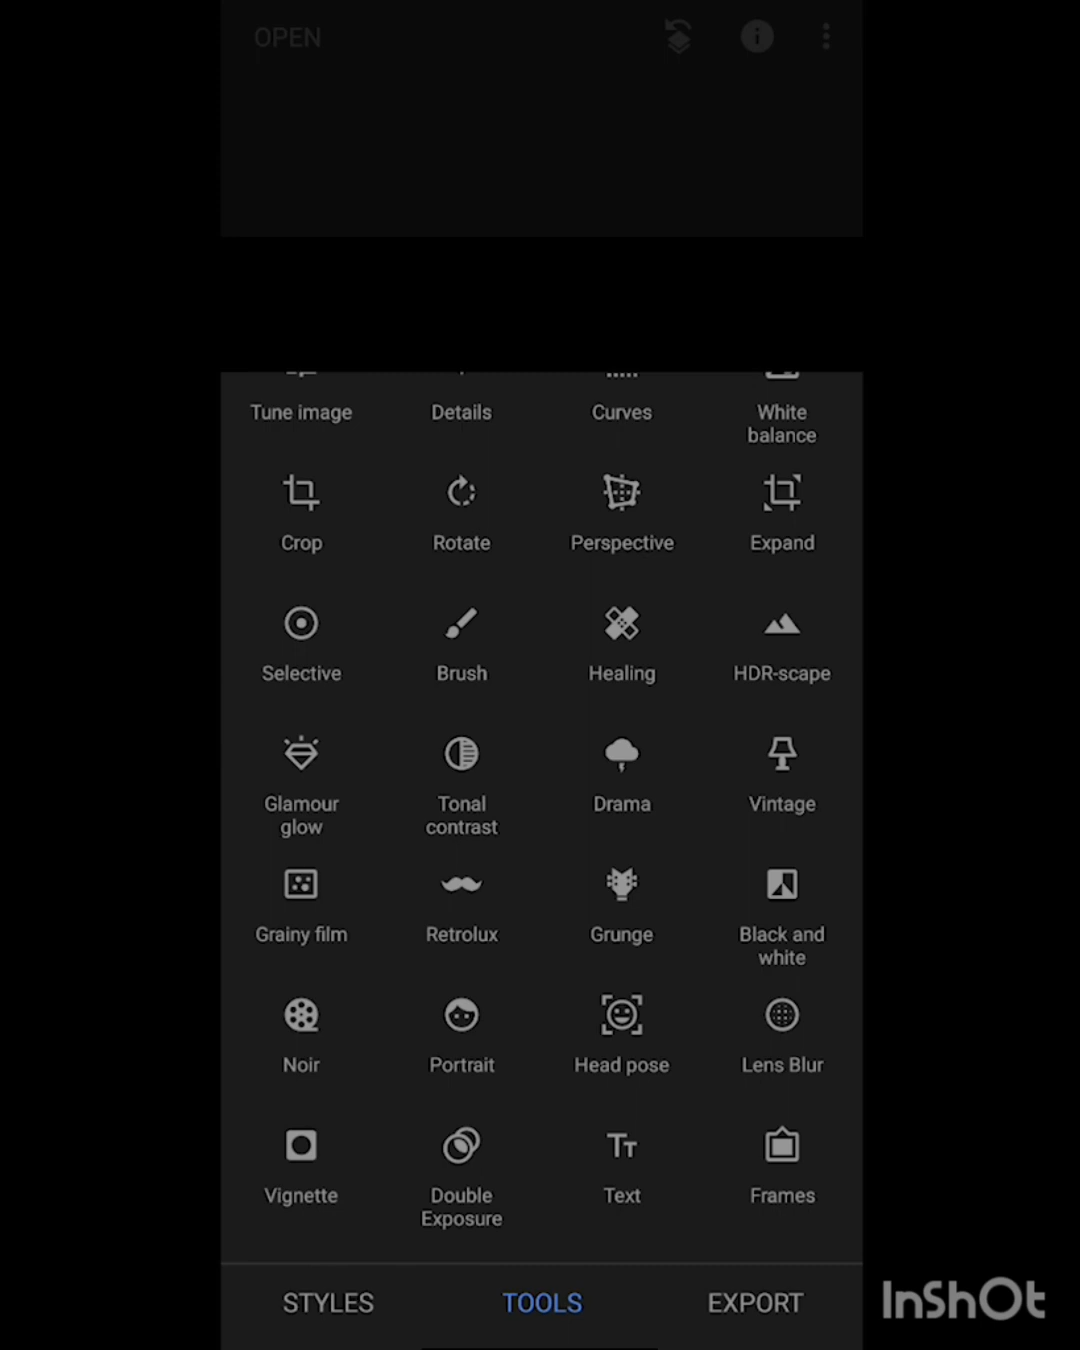 OPEN
Tune image
Details
Curves
White
balance
Crop
Rotate
Perspective
Expand
Selective
Brush
Healing
HDR-scape
Glamour
glow
Tonal
contrast
Drama
Vintage
Grainy film
Retrolux
Grunge
Black and
white
Noir
Portrait
Head pose
Lens Blur
Vignette
Double
Exposure
Text
Frames
STYLES
TOOLS
EXPORT
InShOt